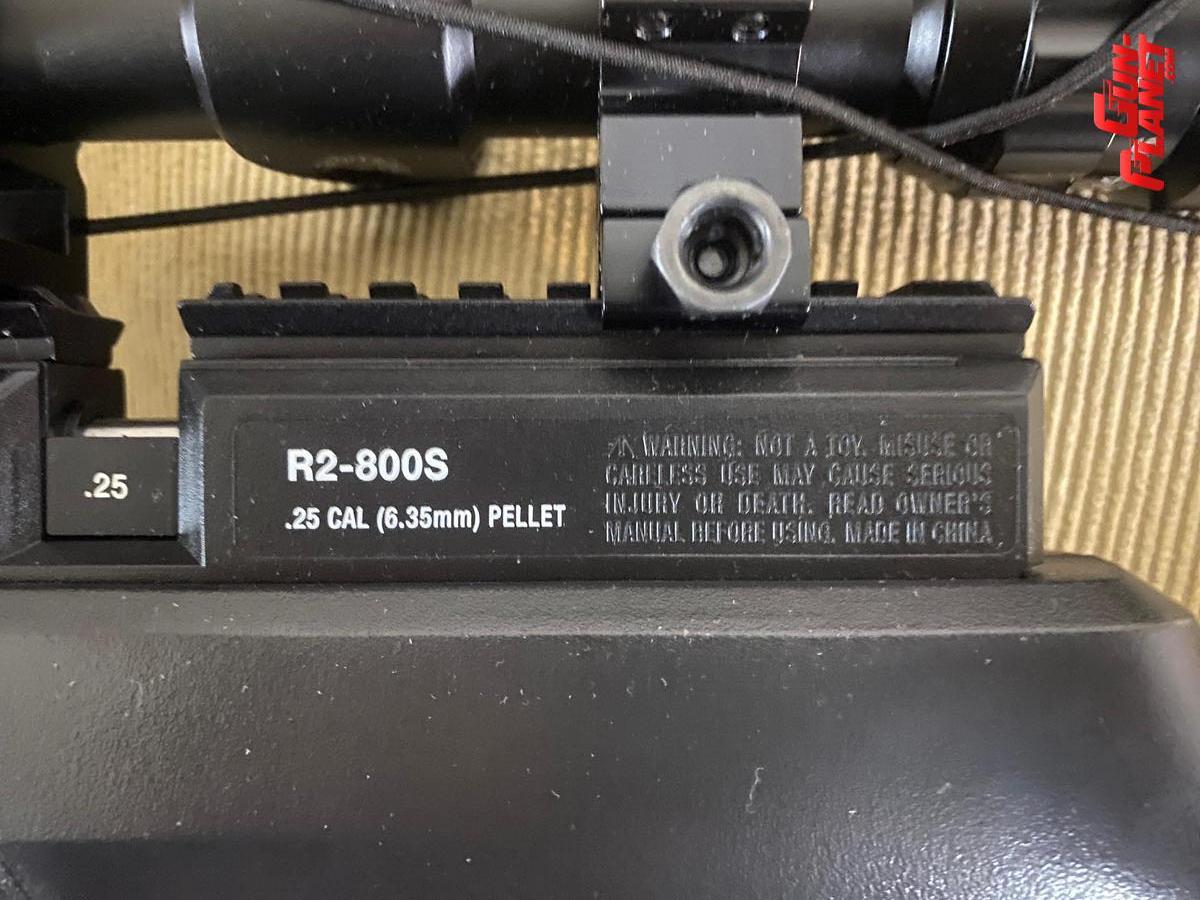 GUN-
PLANET
.COM
.25
R2-800S
.25 CAL (6.35mm) PELLET
WARNING: NOT A TOY. MISUSE OR
CARELESS USE MAY CAUSE SERIOUS
INJURY OR DEATH. READ OWNER'S
MANUAL BEFORE USING. MADE IN CHINA